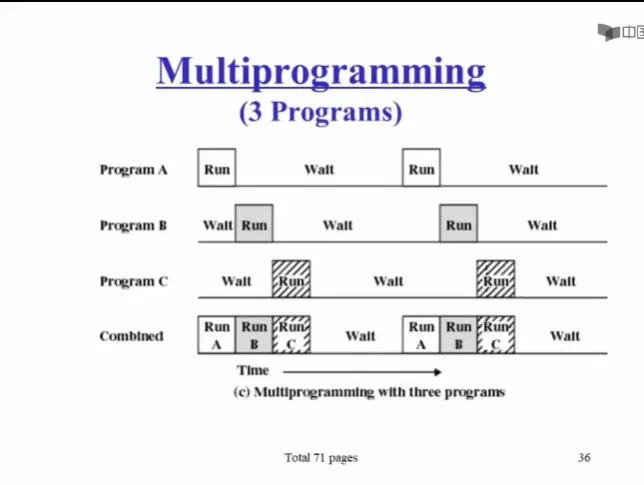 中国
Multiprogramming
(3 Programs)
Program A Run Wait Run Wait
Program B Wait Run Wait Run Wait
Program C Wait Run Wait Run Wait
Combined Run A Run B Run C Wait Run A Run B Run C Wait
Time
(c) Multiprogramming with three programs
Total 71 pages 36